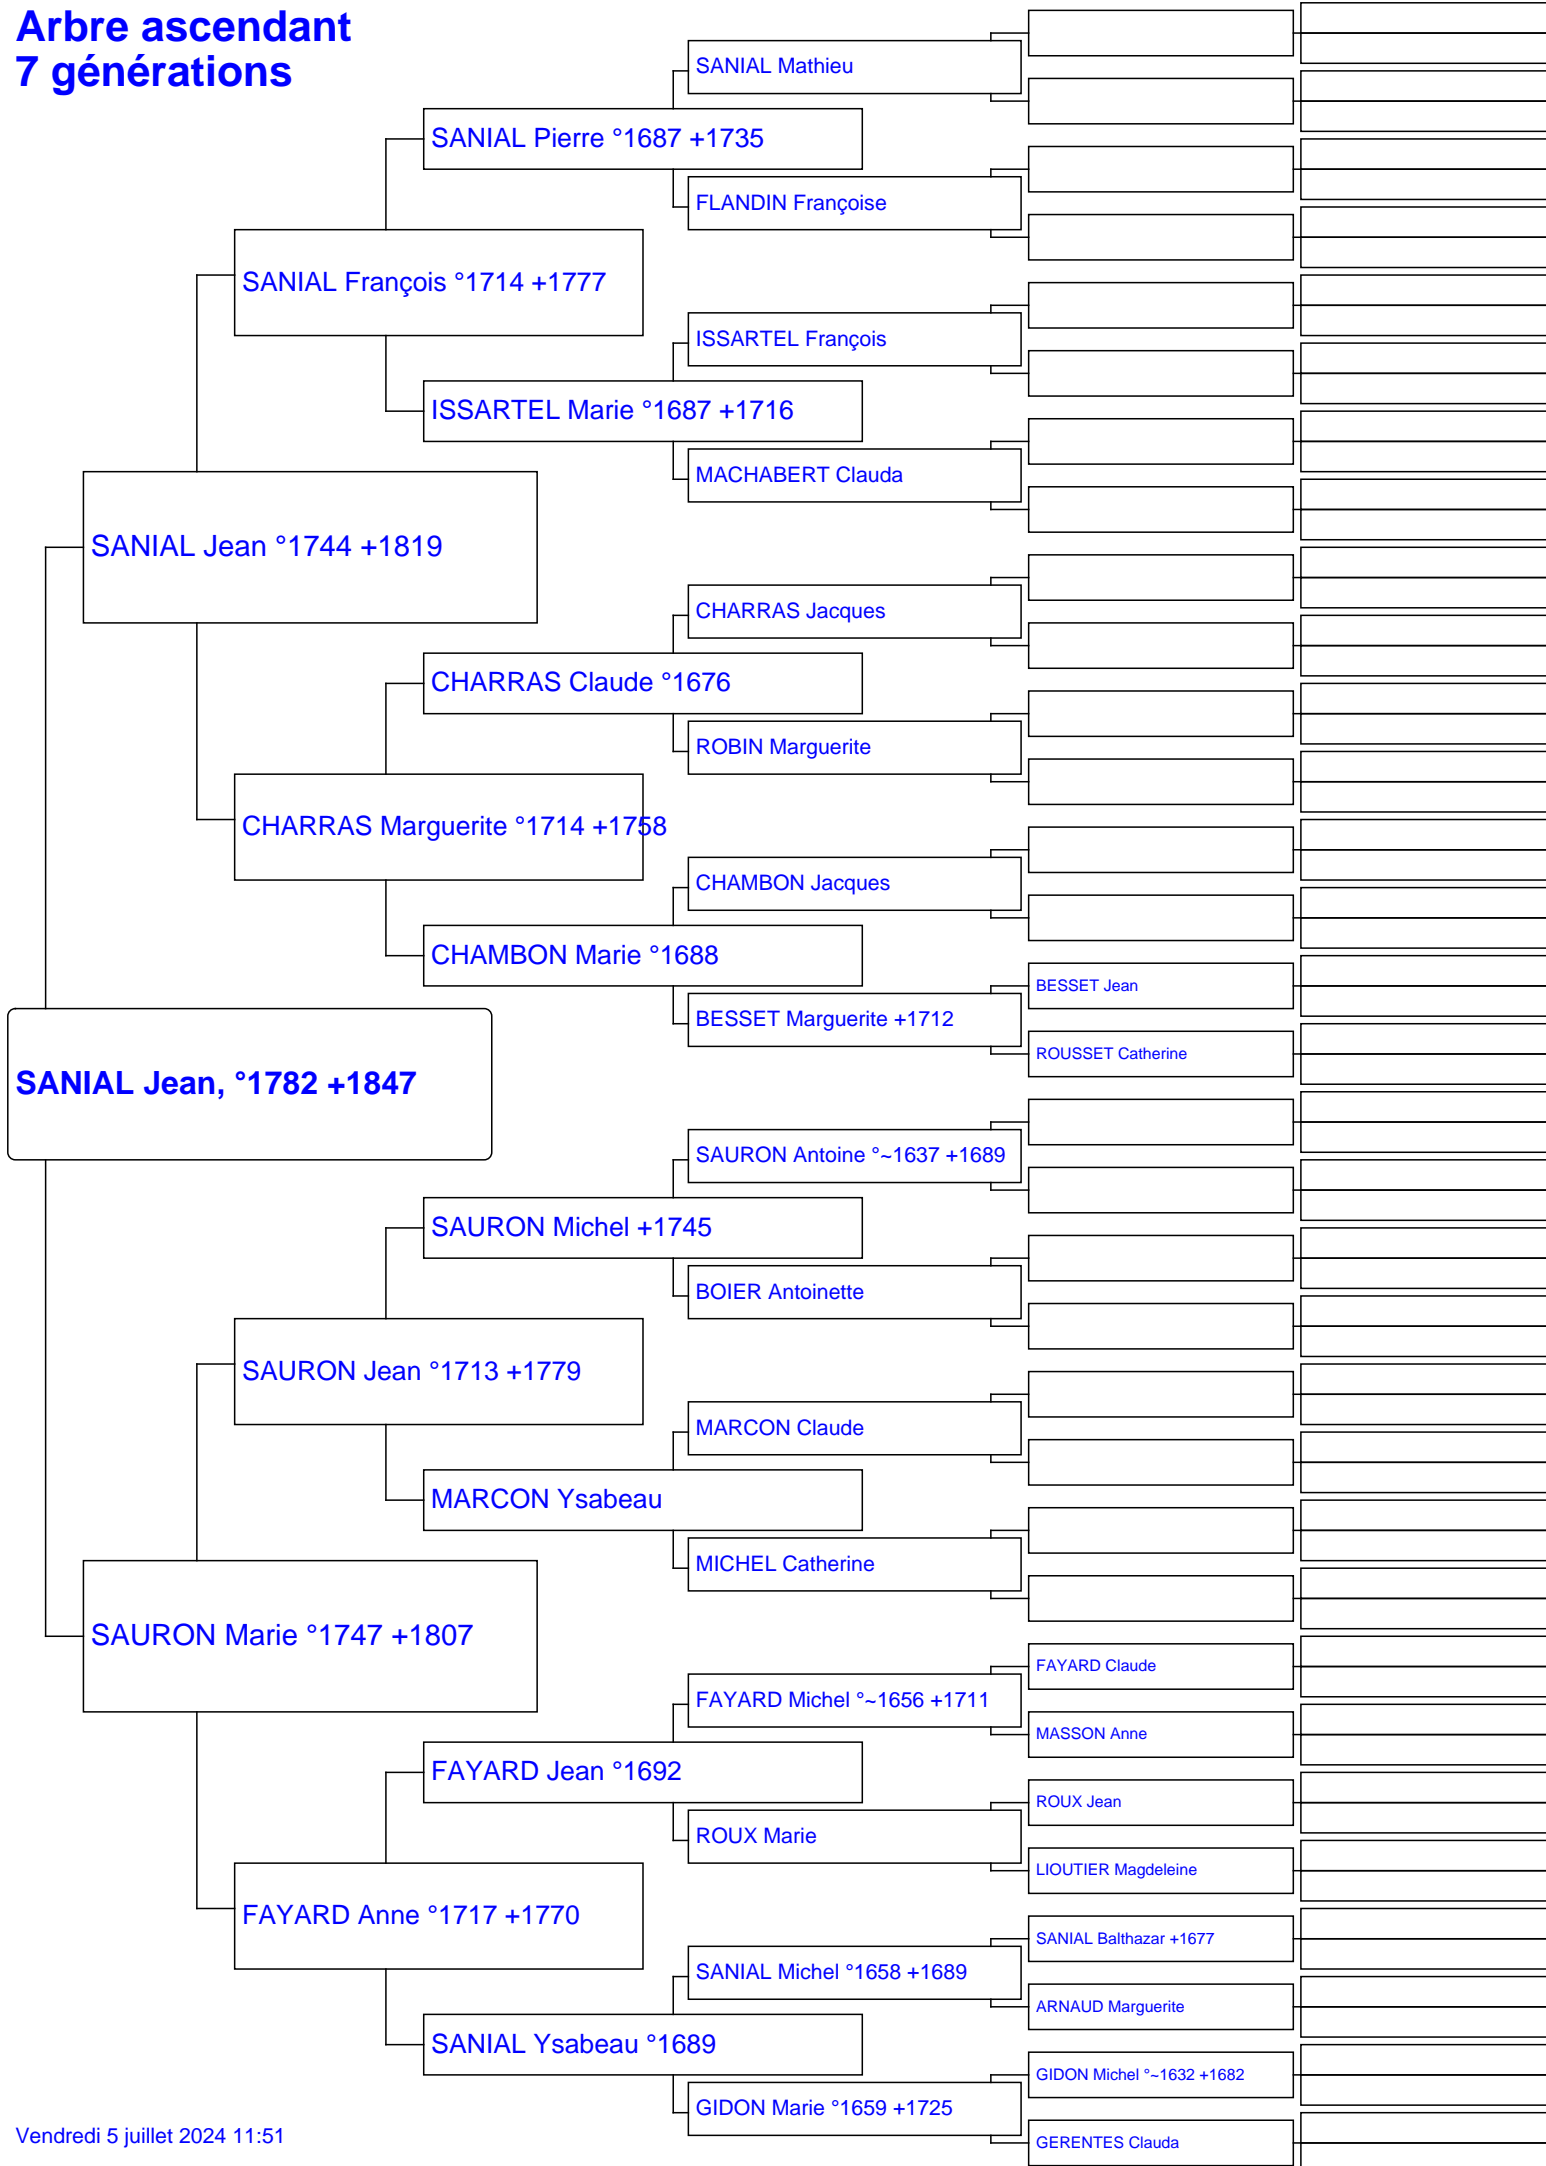 Arbre ascendant
7 générations
SANIAL Mathieu
SANIAL Pierre °1687 +1735
FLANDIN Françoise
SANIAL François °1714 +1777
ISSARTEL François
ISSARTEL Marie °1687 +1716
MACHABERT Clauda
SANIAL Jean °1744 +1819
CHARRAS Jacques
CHARRAS Claude °1676
ROBIN Marguerite
CHARRAS Marguerite °1714 +1758
CHAMBON Jacques
CHAMBON Marie °1688
BESSET Jean
BESSET Marguerite +1712
ROUSSET Catherine
SANIAL Jean, °1782 +1847
SAURON Antoine °~1637 +1689
SAURON Michel +1745
BOIER Antoinette
SAURON Jean °1713 +1779
MARCON Claude
MARCON Ysabeau
MICHEL Catherine
SAURON Marie °1747 +1807
FAYARD Claude
FAYARD Michel °~1656 +1711
MASSON Anne
FAYARD Jean °1692
ROUX Jean
ROUX Marie
LIOUTIER Magdeleine
FAYARD Anne °1717 +1770
SANIAL Balthazar +1677
SANIAL Michel °1658 +1689
ARNAUD Marguerite
SANIAL Ysabeau °1689
GIDON Michel °~1632 +1682
GIDON Marie °1659 +1725
GERENTES Clauda
Vendredi 5 juillet 2024 11:51